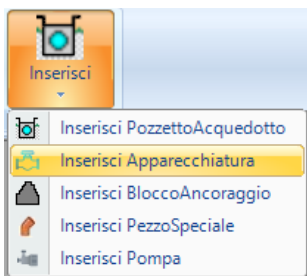 Inserisci
Inserisci PozzettoAcquedotto
Inserisci Apparecchiatura
Inserisci BloccoAncoraggio
Inserisci PezzoSpeciale
Inserisci Pompa